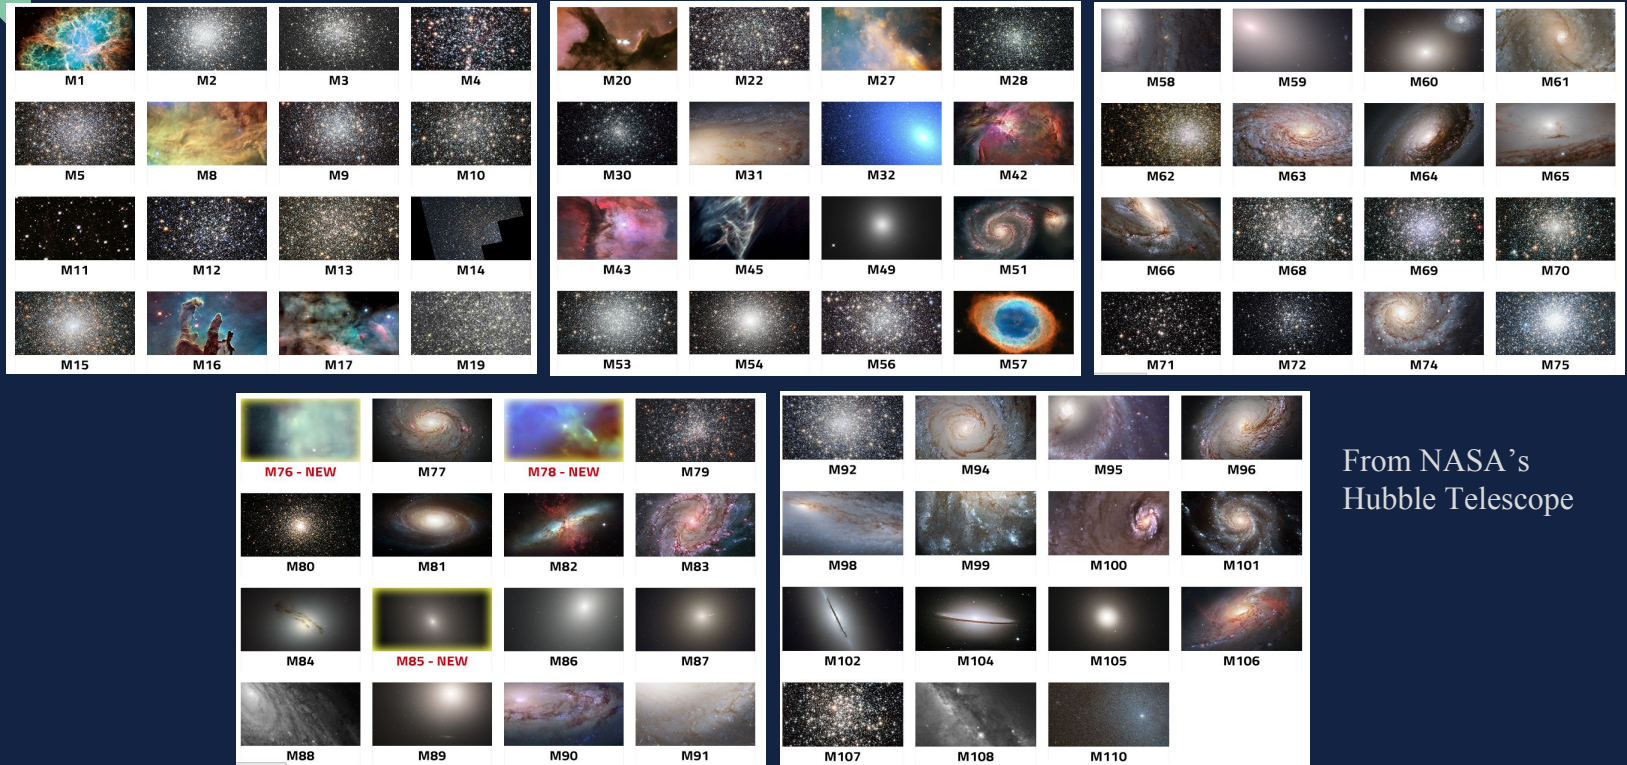 M1 M2 M3 M4
M5 M8 M9 M10
M11 M12 M13 M14
M15 M16 M17 M19
M20 M22 M27 M28
M30 M31 M32 M42
M43 M45 M49 M51
M53 M54 M56 M57
M58 M59 M60 M61
M62 M63 M64 M65
M66 M68 M69 M70
M71 M72 M74 M75
M76 - NEW M77 M78 - NEW M79
M80 M81 M82 M83
M84 M85 - NEW M86 M87
M88 M89 M90 M91
M92 M94 M95 M96
M98 M99 M100 M101
M102 M104 M105 M106
M107 M108 M110
From NASA’s
Hubble Telescope